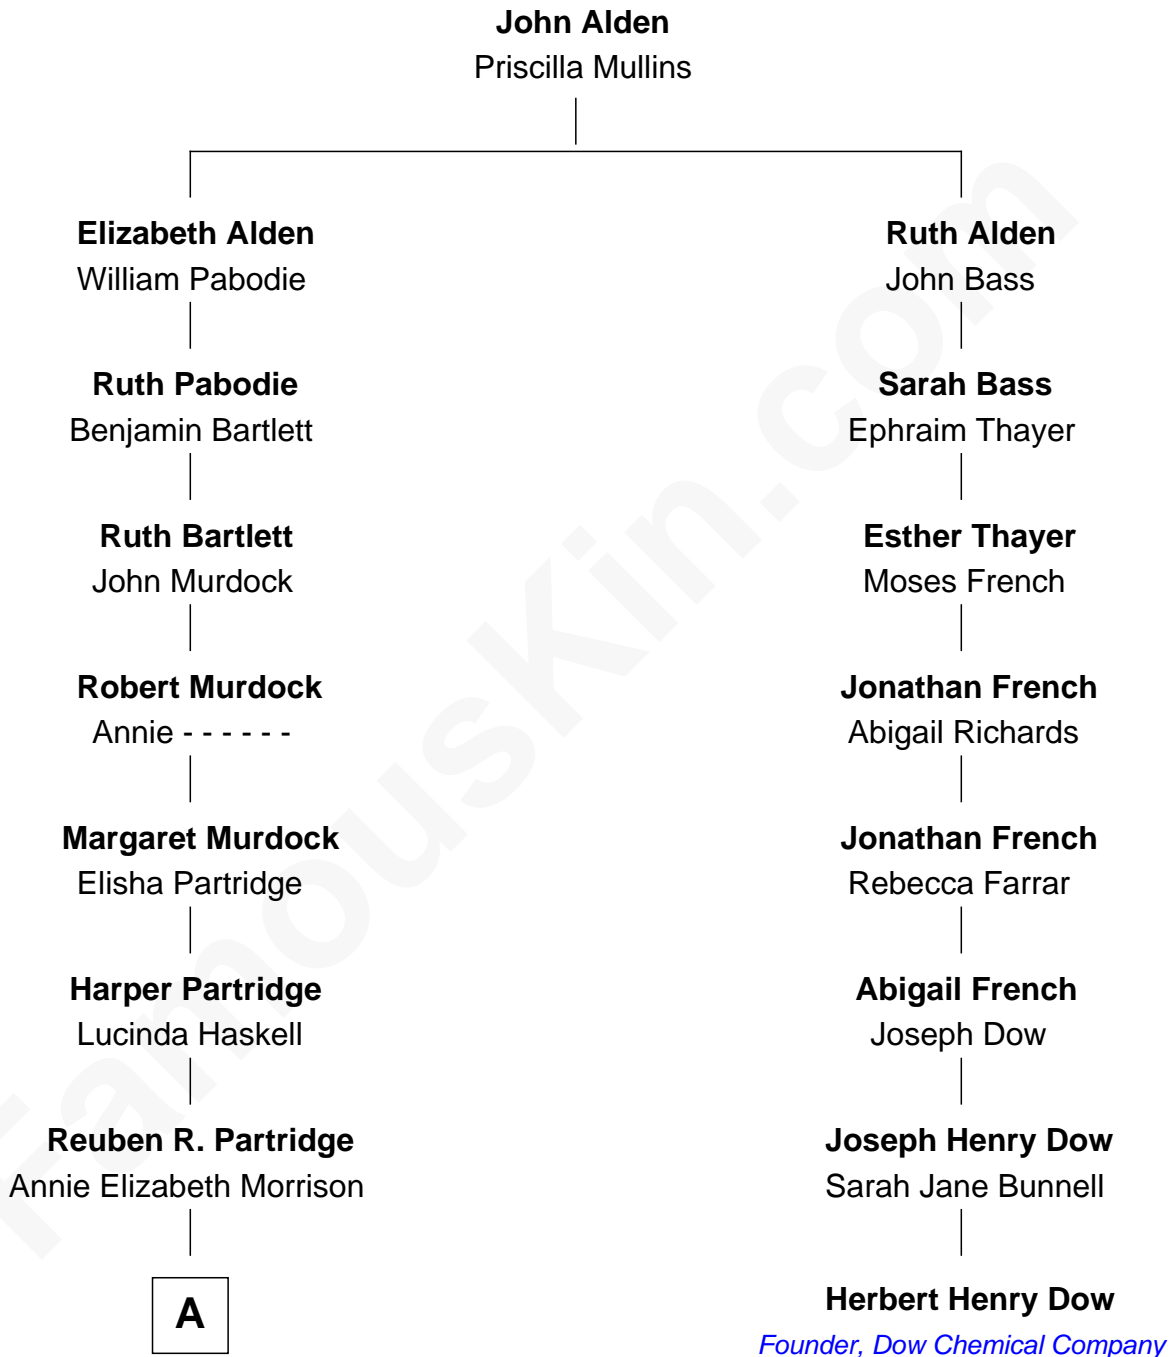 John Alden
Priscilla Mullins
Elizabeth Alden
William Pabodie
Ruth Alden
John Bass
Ruth Pabodie
Benjamin Bartlett
Sarah Bass
Ephraim Thayer
Ruth Bartlett
John Murdock
Esther Thayer
Moses French
Robert Murdock
Annie - - - - - -
Jonathan French
Abigail Richards
Margaret Murdock
Elisha Partridge
Jonathan French
Rebecca Farrar
Harper Partridge
Lucinda Haskell
Abigail French
Joseph Dow
Reuben R. Partridge
Annie Elizabeth Morrison
Joseph Henry Dow
Sarah Jane Bunnell
A
Herbert Henry Dow
Founder, Dow Chemical Company
FamousKin.com